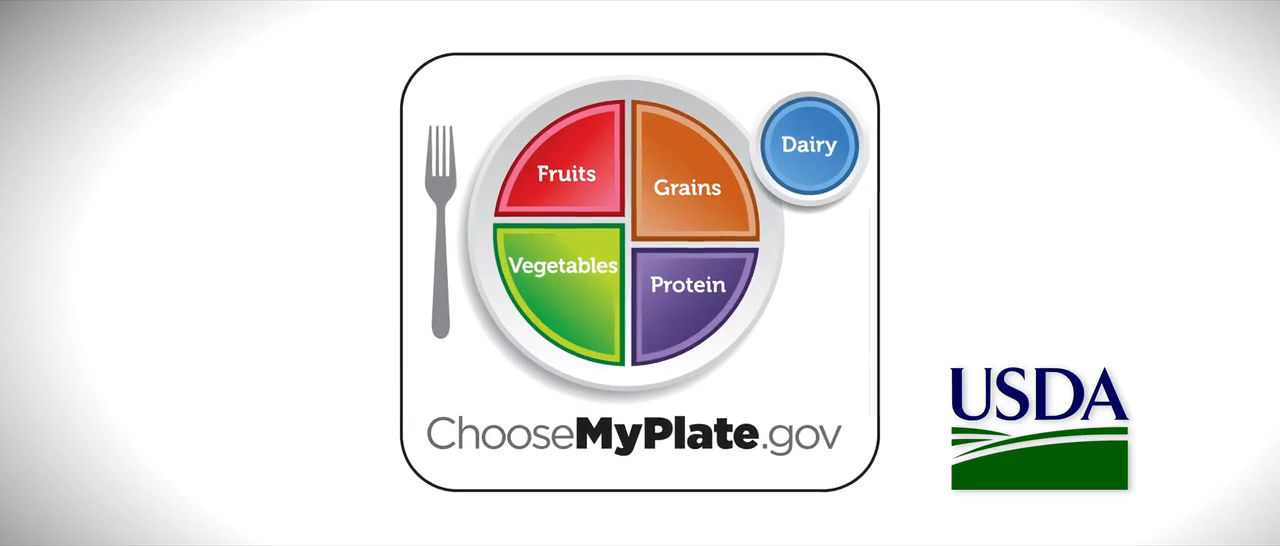 Fruits
Grains
Dairy
Vegetables
Protein
ChooseMyPlate.gov
USDA